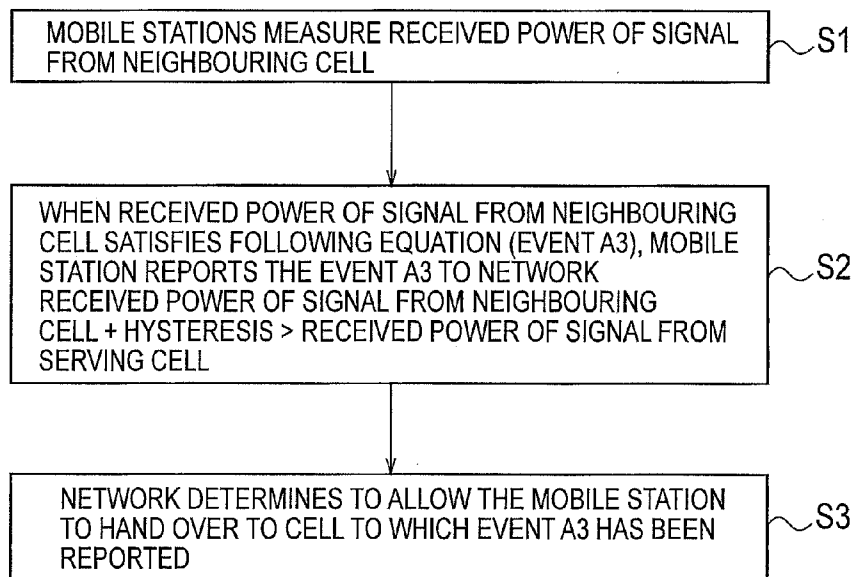 MOBILE STATIONS MEASURE RECEIVED POWER OF SIGNAL
FROM NEIGHBOURING CELL
S1
WHEN RECEIVED POWER OF SIGNAL FROM NEIGHBOURING
CELL SATISFIES FOLLOWING EQUATION (EVENT A3), MOBILE
STATION REPORTS THE EVENT A3 TO NETWORK
RECEIVED POWER OF SIGNAL FROM NEIGHBOURING
CELL + HYSTERESIS > RECEIVED POWER OF SIGNAL FROM
SERVING CELL
S2
NETWORK DETERMINES TO ALLOW THE MOBILE STATION
TO HAND OVER TO CELL TO WHICH EVENT A3 HAS BEEN
REPORTED
S3